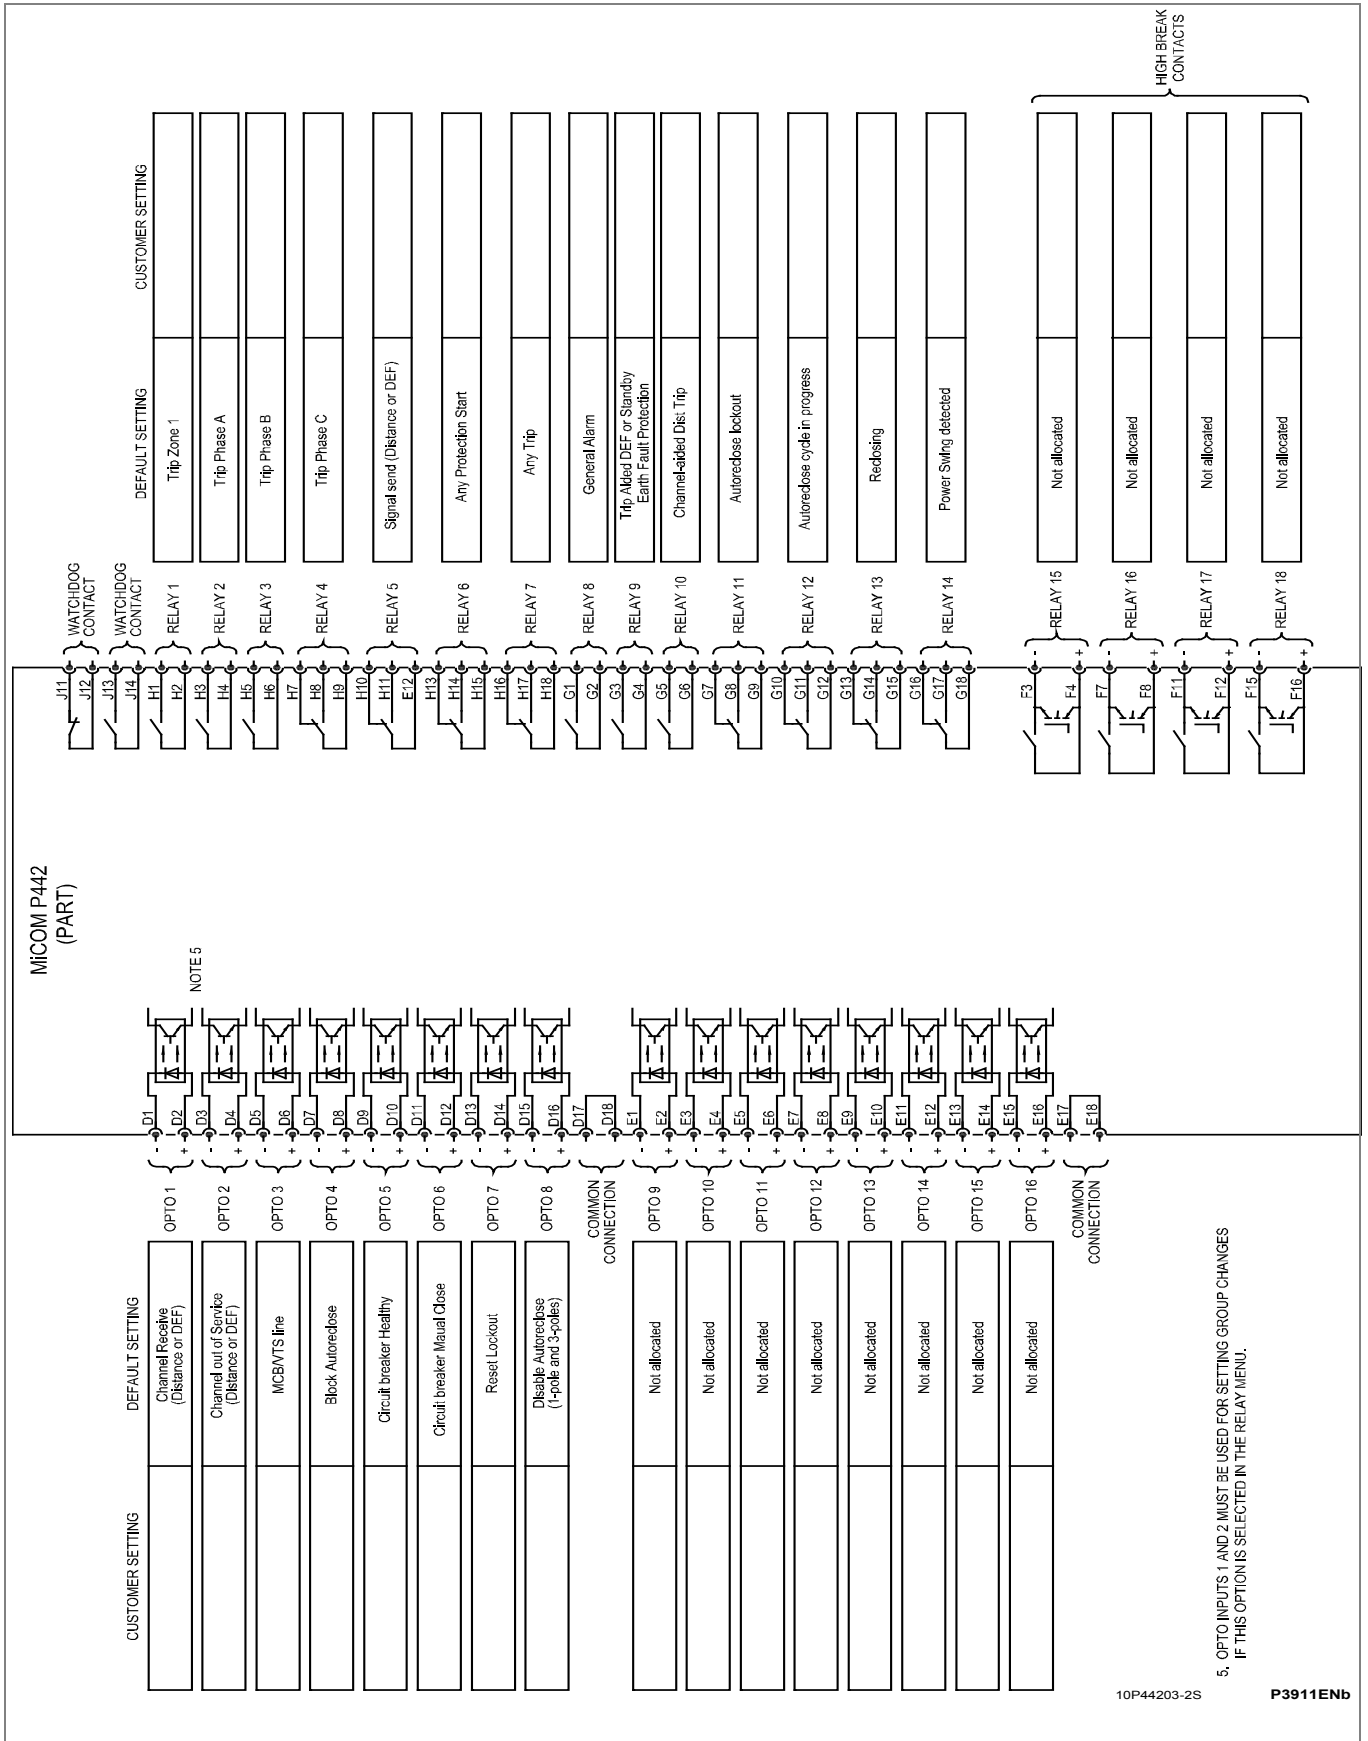 MiCOM P442
(PART)
CUSTOMER SETTING
DEFAULT SETTING
Channel Receive
(Distance or DEF)
OPTO 1
-
+
D1
D2
NOTE 5
Channel out of Service
(Distance or DEF)
OPTO 2
-
+
D3
D4
MCB/VTS line
OPTO 3
-
+
D5
D6
Block Autoreclose
OPTO 4
-
+
D7
D8
Circuit breaker Healthy
OPTO 5
-
+
D9
D10
Circuit breaker Maual Close
OPTO 6
-
+
D11
D12
Reset Lockout
OPTO 7
-
+
D13
D14
Disable Autoreclose
(1-pole and 3-poles)
OPTO 8
-
+
D15
D16
COMMON
CONNECTION
D17
D18
Not allocated
OPTO 9
-
+
E1
E2
Not allocated
OPTO 10
-
+
E3
E4
Not allocated
OPTO 11
-
+
E5
E6
Not allocated
OPTO 12
-
+
E7
E8
Not allocated
OPTO 13
-
+
E9
E10
Not allocated
OPTO 14
-
+
E11
E12
Not allocated
OPTO 15
-
+
E13
E14
Not allocated
OPTO 16
-
+
E15
E16
COMMON
CONNECTION
E17
E18
DEFAULT SETTING
CUSTOMER SETTING
J11
J12
WATCHDOG
CONTACT
J13
J14
WATCHDOG
CONTACT
H1
H2
RELAY 1
Trip Zone 1
H3
H4
RELAY 2
Trip Phase A
H5
H6
RELAY 3
Trip Phase B
H7
H8
H9
RELAY 4
Trip Phase C
H10
H11
E12
RELAY 5
Signal send (Distance or DEF)
H13
H14
H15
RELAY 6
Any Protection Start
H16
H17
H18
RELAY 7
Any Trip
G1
G2
RELAY 8
General Alarm
G3
G4
RELAY 9
Trip Aided DEF or Standby
Earth Fault Protection
G5
G6
RELAY 10
Channel-aided Dist Trip
G7
G8
G9
RELAY 11
Autoreclose lockout
G10
G11
G12
RELAY 12
Autoreclose cycle in progress
G13
G14
G15
RELAY 13
Reclosing
G16
G17
G18
RELAY 14
Power Swing detected
F3
F4
-
+
RELAY 15
Not allocated
F7
F8
-
+
RELAY 16
Not allocated
F11
F12
-
+
RELAY 17
Not allocated
F15
F16
-
+
RELAY 18
Not allocated
HIGH BREAK
CONTACTS
5. OPTO INPUTS 1 AND 2 MUST BE USED FOR SETTING GROUP CHANGES
IF THIS OPTION IS SELECTED IN THE RELAY MENU.
10P44203-2S
P3911ENb